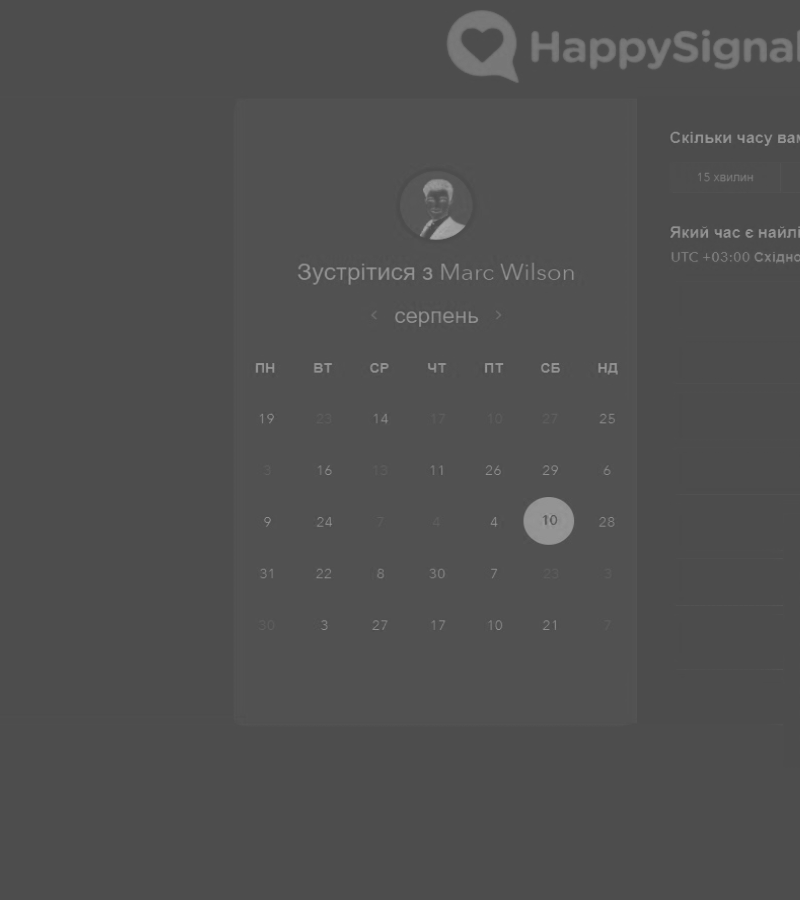 HappySignal
Скільки часу вам
15 хвилин
Який час є найлі
UTC +03:00 Східно
Зустрітися з Marc Wilson
серпень
ПН ВТ СР ЧТ ПТ СБ НД
19 23 14 17 10 27 25
3 16 13 11 26 29 6
9 24 7 4 4 10 28
31 22 8 30 7 23 3
30 3 27 17 10 21 7